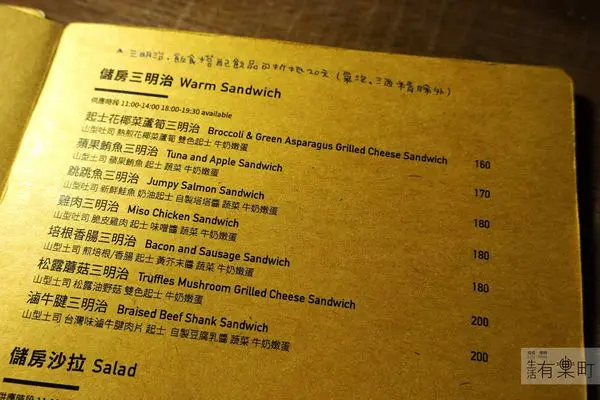 ▲三明治.飲食搭配飲品可折抵20元(氣泡.酒精除外)
儲房三明治 Warm Sandwich
供應時段 11:00-14:00 18:00-19:30 available
起士花椰菜蘆筍三明治 Broccoli & Green Asparagus Grilled Cheese Sandwich 160
山型吐司 熱煎花椰菜蘆筍 雙色起士 牛奶嫩蛋
蘋果鮪魚三明治 Tuna and Apple Sandwich 170
山型吐司 蘋果鮪魚 起士 蔬菜 牛奶嫩蛋
跳跳魚三明治 Jumpy Salmon Sandwich 180
山型吐司 新鮮鮭魚 奶油起士 自製塔塔醬 蔬菜 牛奶嫩蛋
雞肉三明治 Miso Chicken Sandwich 180
山型吐司 脆皮雞肉 起士 味噌醬 蔬菜 牛奶嫩蛋
培根香腸三明治 Bacon and Sausage Sandwich 180
山型土司 煎培根/香腸 起士 黃芥末醬 蔬菜 牛奶嫩蛋
松露蘑菇三明治 Truffles Mushroom Grilled Cheese Sandwich 200
山型土司 松露油野菇 雙色起士 牛奶嫩蛋
滷牛腱三明治 Braised Beef Shank Sandwich 200
山型土司 台灣味滷牛腱肉片 起士 自製豆腐乳醬 蔬菜 牛奶嫩蛋
儲房沙拉 Salad
生活有菓町